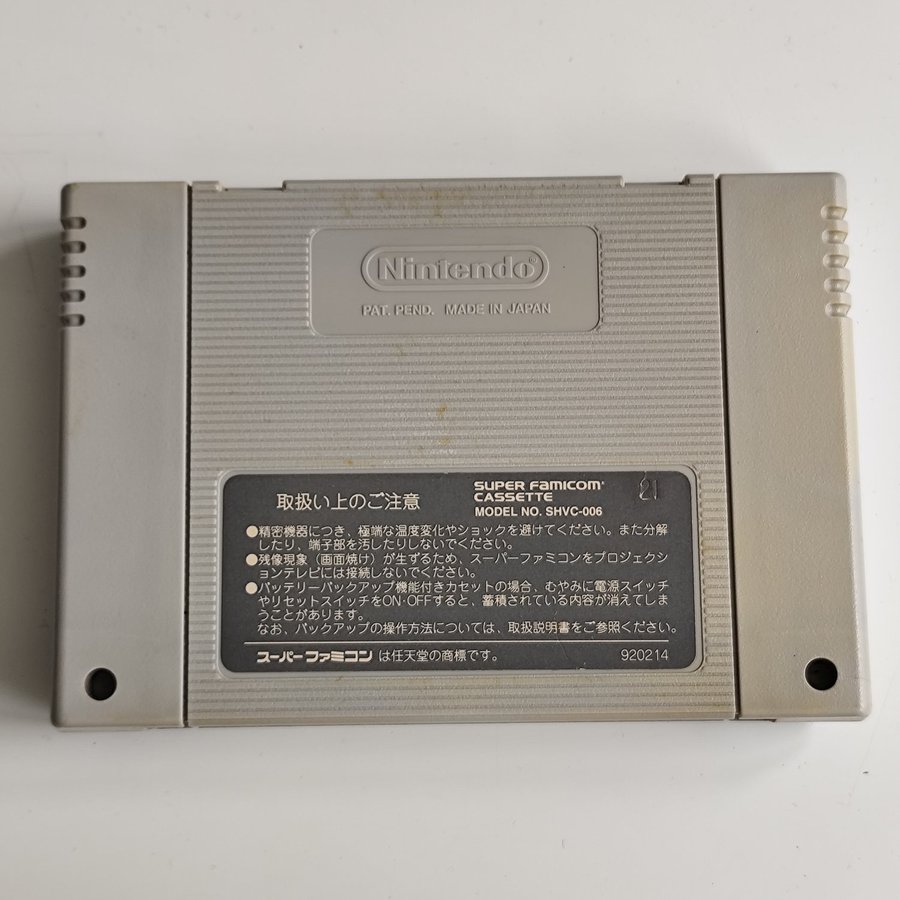 Nintendo®
PAT. PEND. MADE IN JAPAN
取扱い上のご注意
SUPER Famicom®
CASSETTE
MODEL NO. SHVC-006
21
●精密機器につき、極端な温度変化やショックを避けてください。また分解
したり、端子部を汚したりしないでください。
●残像現象（画面焼け）が生ずるため、スーパーファミコンをプロジェクシ
ョンテレビには接続しないでください。
●バッテリーバックアップ機能付きカセットの場合、むやみに電源スイッチ
やリセットスイッチをON・OFFすると、蓄積されている内容が消えてしま
うことがあります。
なお、バックアップの操作方法については、取扱説明書をご参照ください。
スーパーファミコンは任天堂の商標です。
920214